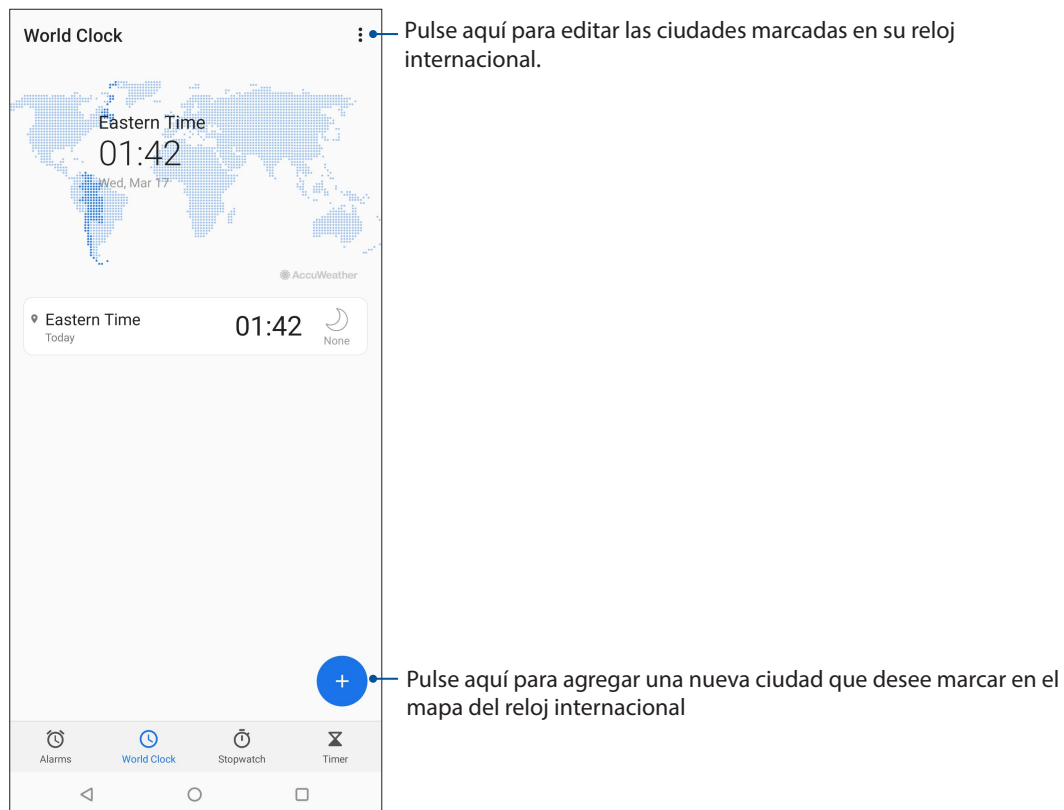 World Clock
Pulse aquí para editar las ciudades marcadas en su reloj
internacional.
Eastern Time
01:42
Wed, Mar 17
AccuWeather
Eastern Time
Today
01:42
None
Pulse aquí para agregar una nueva ciudad que desee marcar en el
mapa del reloj internacional
Alarms
World Clock
Stopwatch
Timer